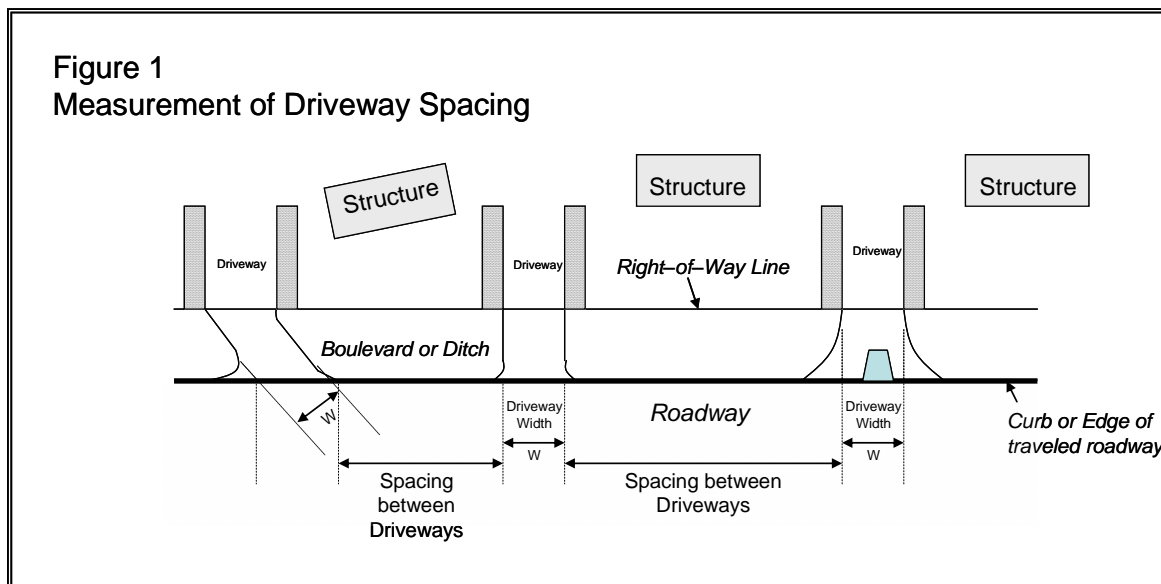 Figure 1
Measurement of Driveway Spacing
Structure
Structure
Structure
Driveway
Driveway
Driveway
Right–of–Way Line
Boulevard or Ditch
Roadway
Curb or Edge of
traveled roadway
W
Driveway
Width
W
Driveway
Width
W
Spacing
between
Driveways
Spacing between
Driveways